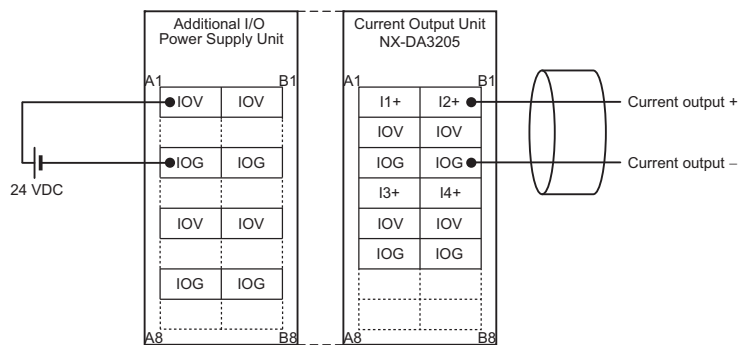 Additional I/O
Power Supply Unit
Current Output Unit
NX-DA3205
A1 B1
A1 B1
IOV IOV
I1+ I2+
Current output +
IOV IOV
IOG IOG
IOG IOG
Current output –
24 VDC
I3+ I4+
IOV IOV
IOV IOV
IOG IOG
IOG IOG
A8 B8
A8 B8